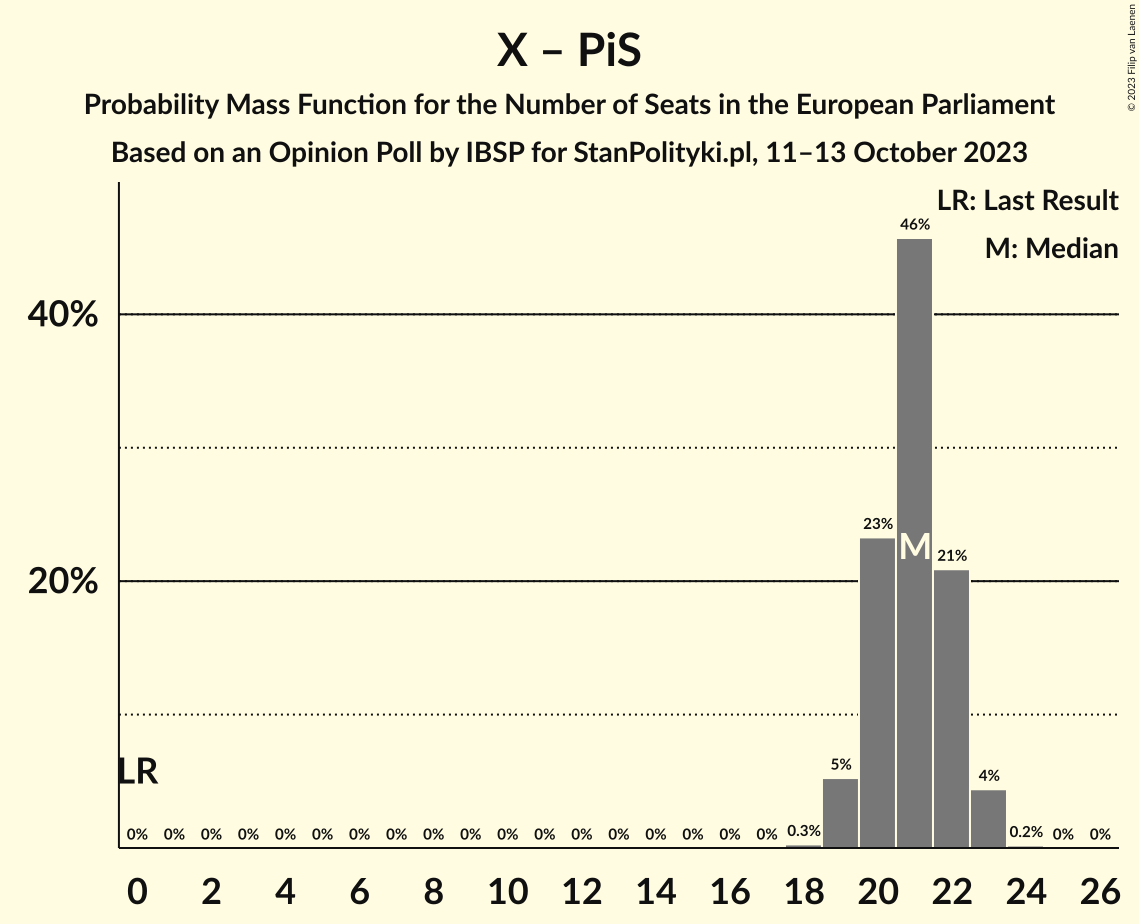 X – PiS
Probability Mass Function for the Number of Seats in the European Parliament
Based on an Opinion Poll by IBSP for StanPolityki.pl, 11–13 October 2023
© 2023 Filip van Laenen
LR: Last Result
M: Median
46%
40%
23%
M
21%
20%
LR
5%
4%
0% 0% 0% 0% 0% 0% 0% 0% 0% 0% 0% 0% 0% 0% 0% 0% 0% 0% 0.3% 0.2% 0% 0%
0 2 4 6 8 10 12 14 16 18 20 22 24 26